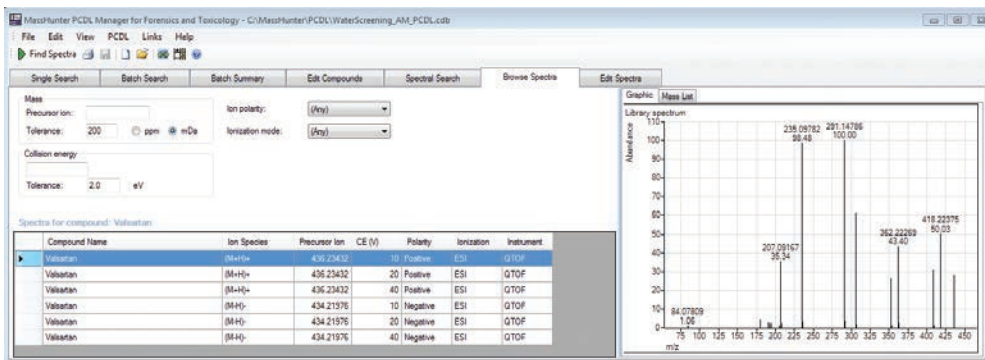 MassHunter PCDL Manager for Forensics and Toxicology - C:\MassHunter\PCDL\WaterScreening_AM_PCDL.cdb
File Edit View PCDL Links Help
Find Spectra
Single Search Batch Search Batch Summary Edit Compounds Spectral Search Browse Spectra Edit Spectra
Mass
Precursor ion: Ion polarity: (Any)
Tolerance: 200 ppm mDa Ionization mode: (Any)
Collision energy
Tolerance: 2.0 eV
Spectra for compound: Valsartan
Compound Name Ion Species Precursor Ion CE (V) Polarity Ionization Instrument
Valsartan (M+H)+ 436.23432 10 Positive ESI QTOF
Valsartan (M+H)+ 436.23432 20 Positive ESI QTOF
Valsartan (M+H)+ 436.23432 40 Positive ESI QTOF
Valsartan (M-H)- 434.21976 10 Negative ESI QTOF
Valsartan (M-H)- 434.21976 20 Negative ESI QTOF
Valsartan (M-H)- 434.21976 40 Negative ESI QTOF
Graphic Mass List
Library spectrum
Abundance
110
100
90
80
70
60
50
40
30
20
10
0
235.09782 291.14786
98.48 100.00
418.22375
50.03
362.22269
43.40
207.09167
35.34
84.07809
1.06
75 100 125 150 175 200 225 250 275 300 325 350 375 400 425 450
m/z